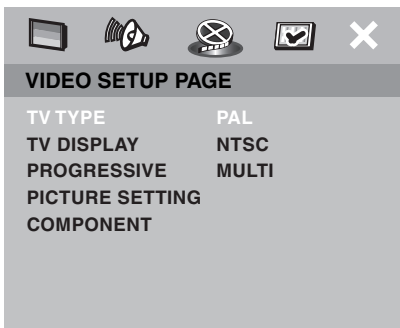 VIDEO SETUP PAGE
TV TYPE PAL
TV DISPLAY NTSC
PROGRESSIVE MULTI
PICTURE SETTING
COMPONENT